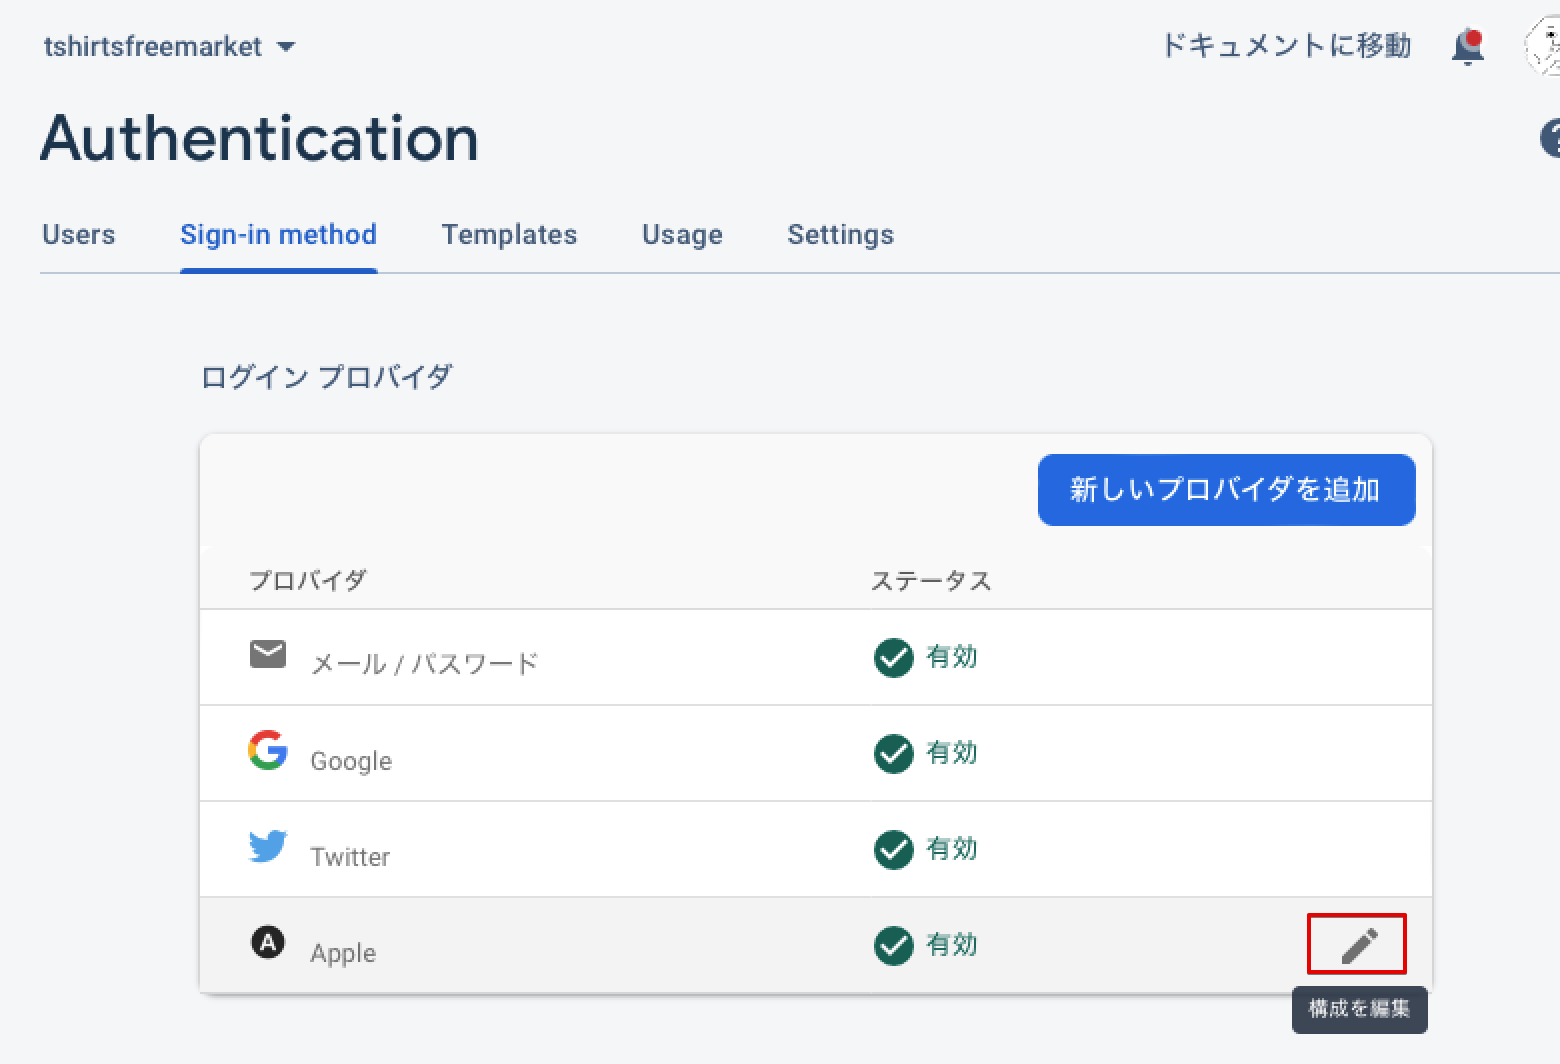 tshirtsfreemarket
ドキュメントに移動
Authentication
?
Users
Sign-in method
Templates
Usage
Settings
ログイン プロバイダ
新しいプロバイダを追加
プロバイダ
ステータス
メール / パスワード
有効
Google
有効
Twitter
有効
A
Apple
有効
構成を編集